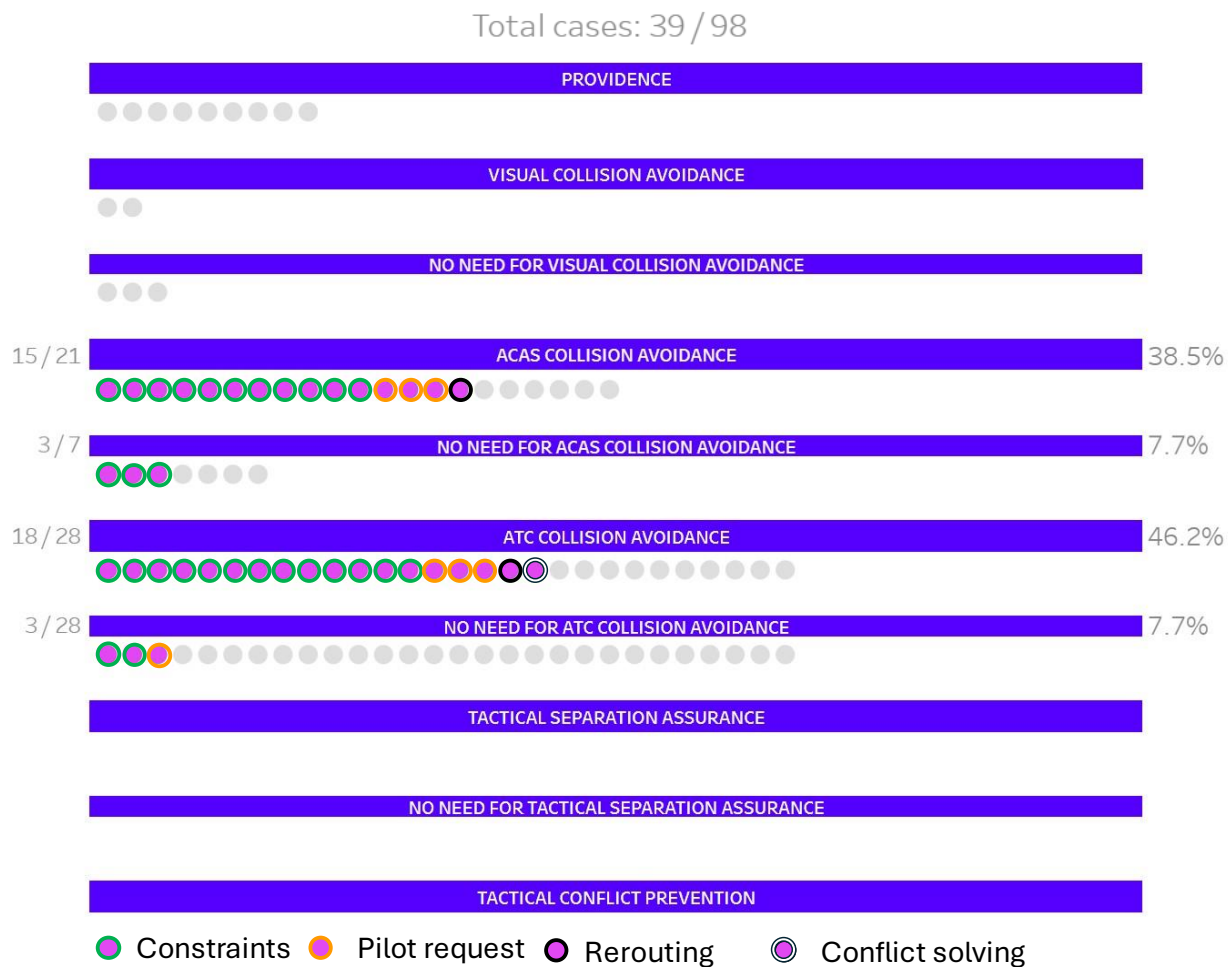 Total cases: 39 / 98
PROVIDENCE
VISUAL COLLISION AVOIDANCE
NO NEED FOR VISUAL COLLISION AVOIDANCE
15 / 21 ACAS COLLISION AVOIDANCE 38.5%
3 / 7 NO NEED FOR ACAS COLLISION AVOIDANCE 7.7%
18 / 28 ATC COLLISION AVOIDANCE 46.2%
3 / 28 NO NEED FOR ATC COLLISION AVOIDANCE 7.7%
TACTICAL SEPARATION ASSURANCE
NO NEED FOR TACTICAL SEPARATION ASSURANCE
TACTICAL CONFLICT PREVENTION
Constraints Pilot request Rerouting Conflict solving